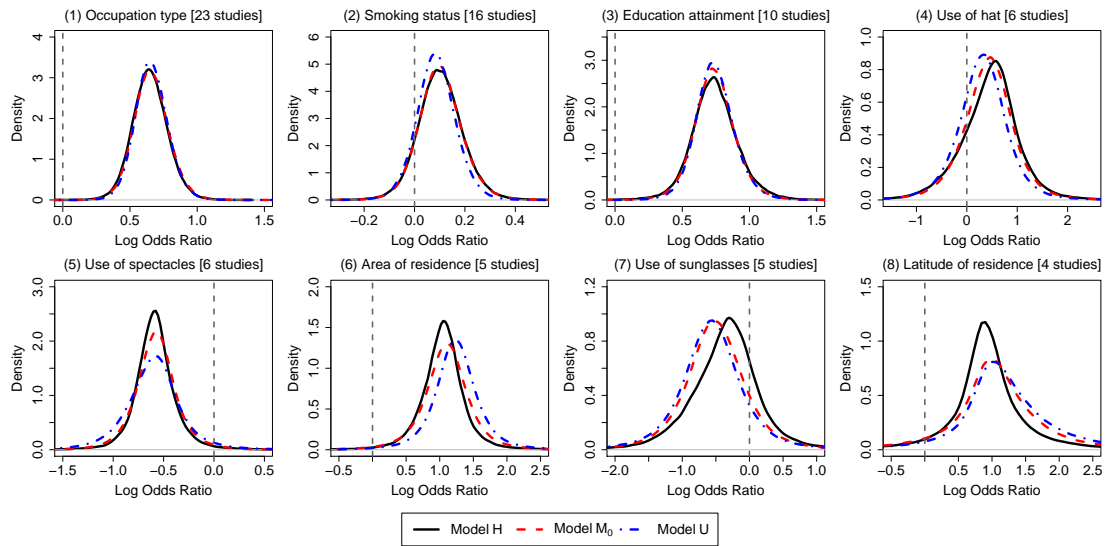 (1) Occupation type [23 studies]
Density
0 1 2 3 4
−0.0 0.5 1.0 1.5
Log Odds Ratio
(2) Smoking status [16 studies]
Density
0 1 2 3 4 5 6
−0.2 0.0 0.2 0.4
Log Odds Ratio
(3) Education attainment [10 studies]
Density
0.0 1.0 2.0 3.0
−0.0 0.5 1.0 1.5
Log Odds Ratio
(4) Use of hat [6 studies]
Density
0.0 0.2 0.4 0.6 0.8 1.0
−1 0 1 2
Log Odds Ratio
(5) Use of spectacles [6 studies]
Density
0.0 1.0 2.0 3.0
−1.5 −1.0 −0.5 0.0 0.5
Log Odds Ratio
(6) Area of residence [5 studies]
Density
0.0 0.5 1.0 1.5 2.0
−0.5 0.5 1.0 1.5 2.0 2.5
Log Odds Ratio
(7) Use of sunglasses [5 studies]
Density
0.0 0.4 0.8 1.2
−2.0 −1.0 0.0 1.0
Log Odds Ratio
(8) Latitude of residence [4 studies]
Density
0.0 0.5 1.0 1.5
−0.5 0.5 1.0 1.5 2.0 2.5
Log Odds Ratio
Model H Model M₀ Model U